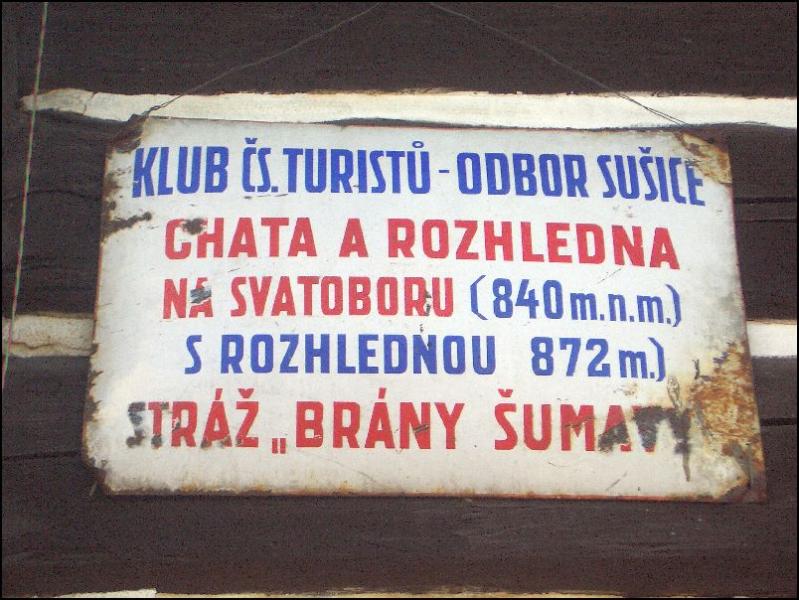 KLUB ČS. TURISTŮ - ODBOR SUŠICE
CHATA A ROZHLEDNA
NA SVATOBORU (840 m.n.m.)
S ROZHLEDNOU 872 m.)
STRÁŽ „BRÁNY ŠUMAVY